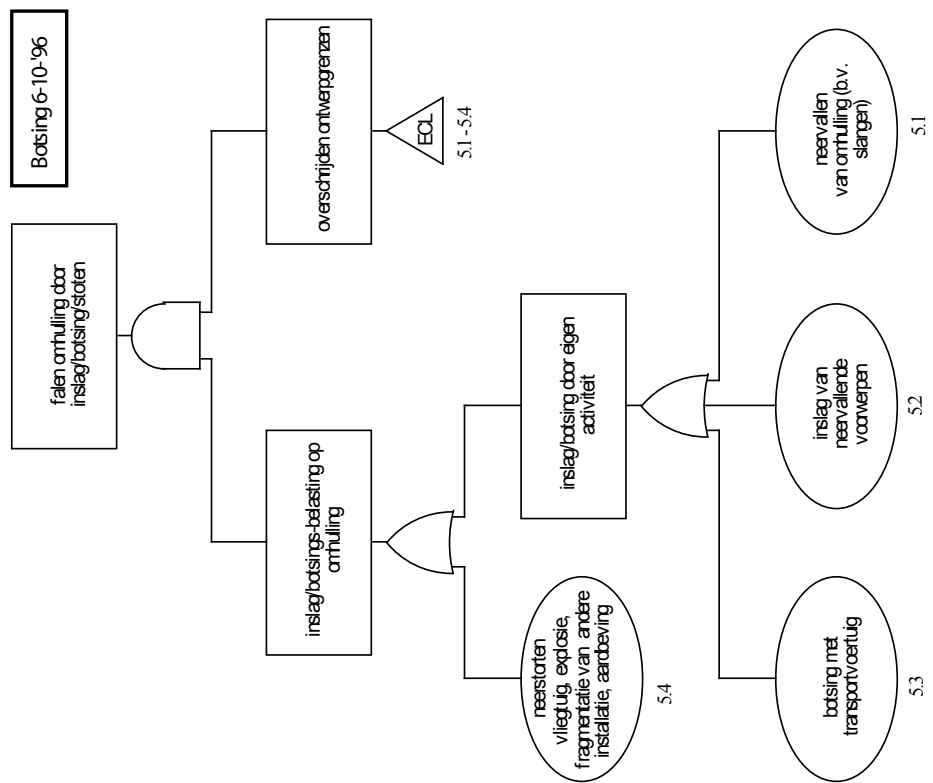 Botsing 6-10-'96
falen omhulling door
inslag/botsing/stoten
inslag/botsings-belasting op
omhulling
overschrijden ontwerpgrenzen
ECL
5.1 - 5.4
neerstorten
vliegtuig, explosie,
fragmentatie van andere
installatie, aardbeving
5.4
inslag/botsing door eigen
activiteit
botsing met
transportvoertuig
5.3
inslag van
neervallende
voorwerpen
5.2
neervallen
van omhulling (b.v.
slangen)
5.1